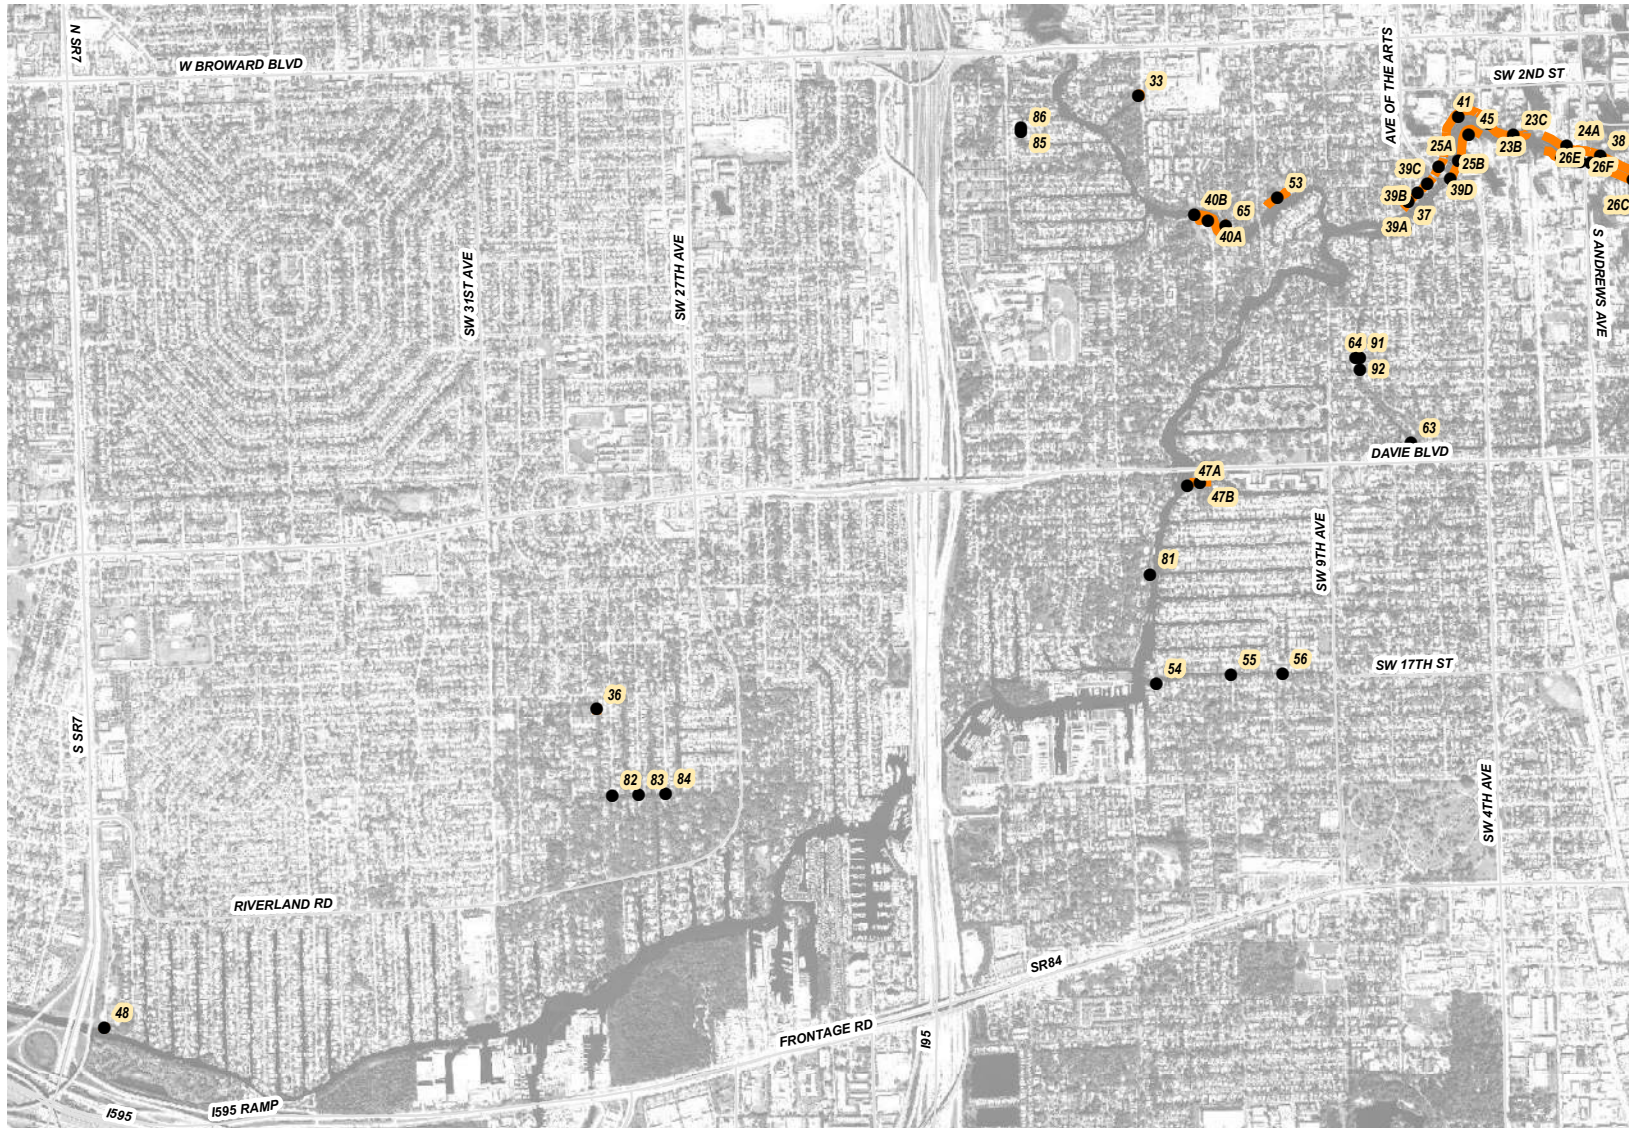 N SR7
W BROWARD BLVD
AVE OF THE ARTS
SW 2ND ST
33
86
85
41
45
23C
23B
24A
38
25A
25B
26E
26F
26C
39C
39B
39D
37
39A
53
40B
65
40A
SW 31ST AVE
SW 27TH AVE
S ANDREWS AVE
64
91
92
63
DAVIE BLVD
47A
47B
SW 9TH AVE
81
54
55
56
SW 17TH ST
36
S SR7
82
83
84
SW 4TH AVE
RIVERLAND RD
SR84
48
FRONTAGE RD
I95
I595
I595 RAMP